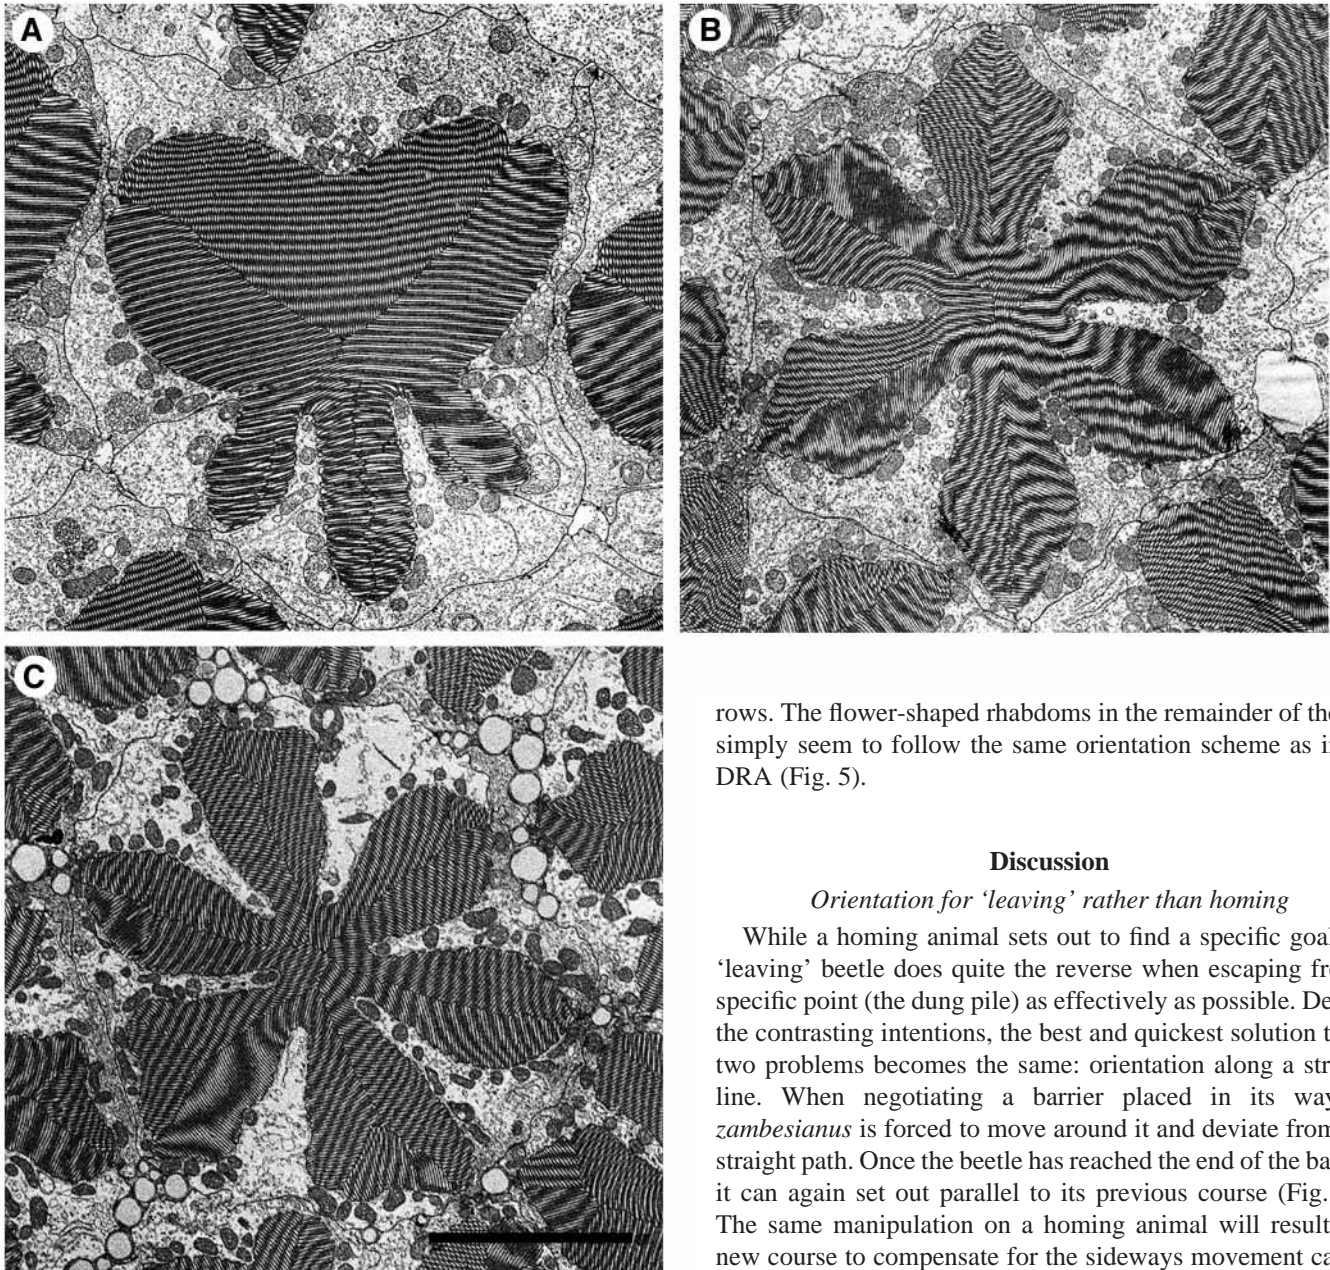 A
B
C
rows. The flower-shaped rhabdoms in the remainder of the
simply seem to follow the same orientation scheme as in
DRA (Fig. 5).
Discussion
Orientation for ‘leaving’ rather than homing
While a homing animal sets out to find a specific goal
‘leaving’ beetle does quite the reverse when escaping
specific point (the dung pile) as effectively as possible.
the contrasting intentions, the best and quickest solution
two problems becomes the same: orientation along a
line. When negotiating a barrier placed in its way
zambesianus is forced to move around it and deviate from
straight path. Once the beetle has reached the end of the
it can again set out parallel to its previous course (Fig.
The same manipulation on a homing animal will result
new course to compensate for the sideways movement